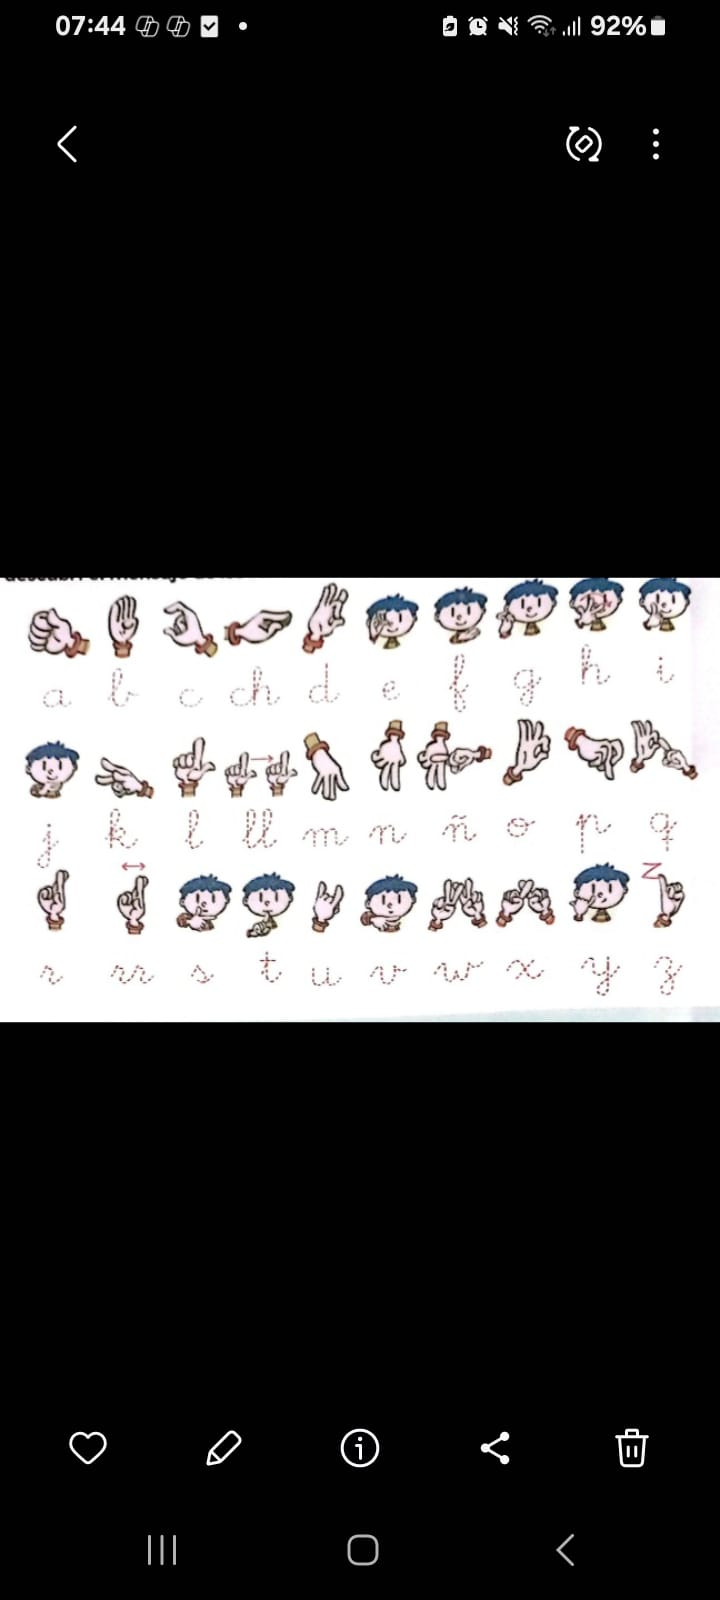 07:44
92%
a b c ch d e f g h i
j k l ll m n ñ o p q
r rr s t u v w x y z